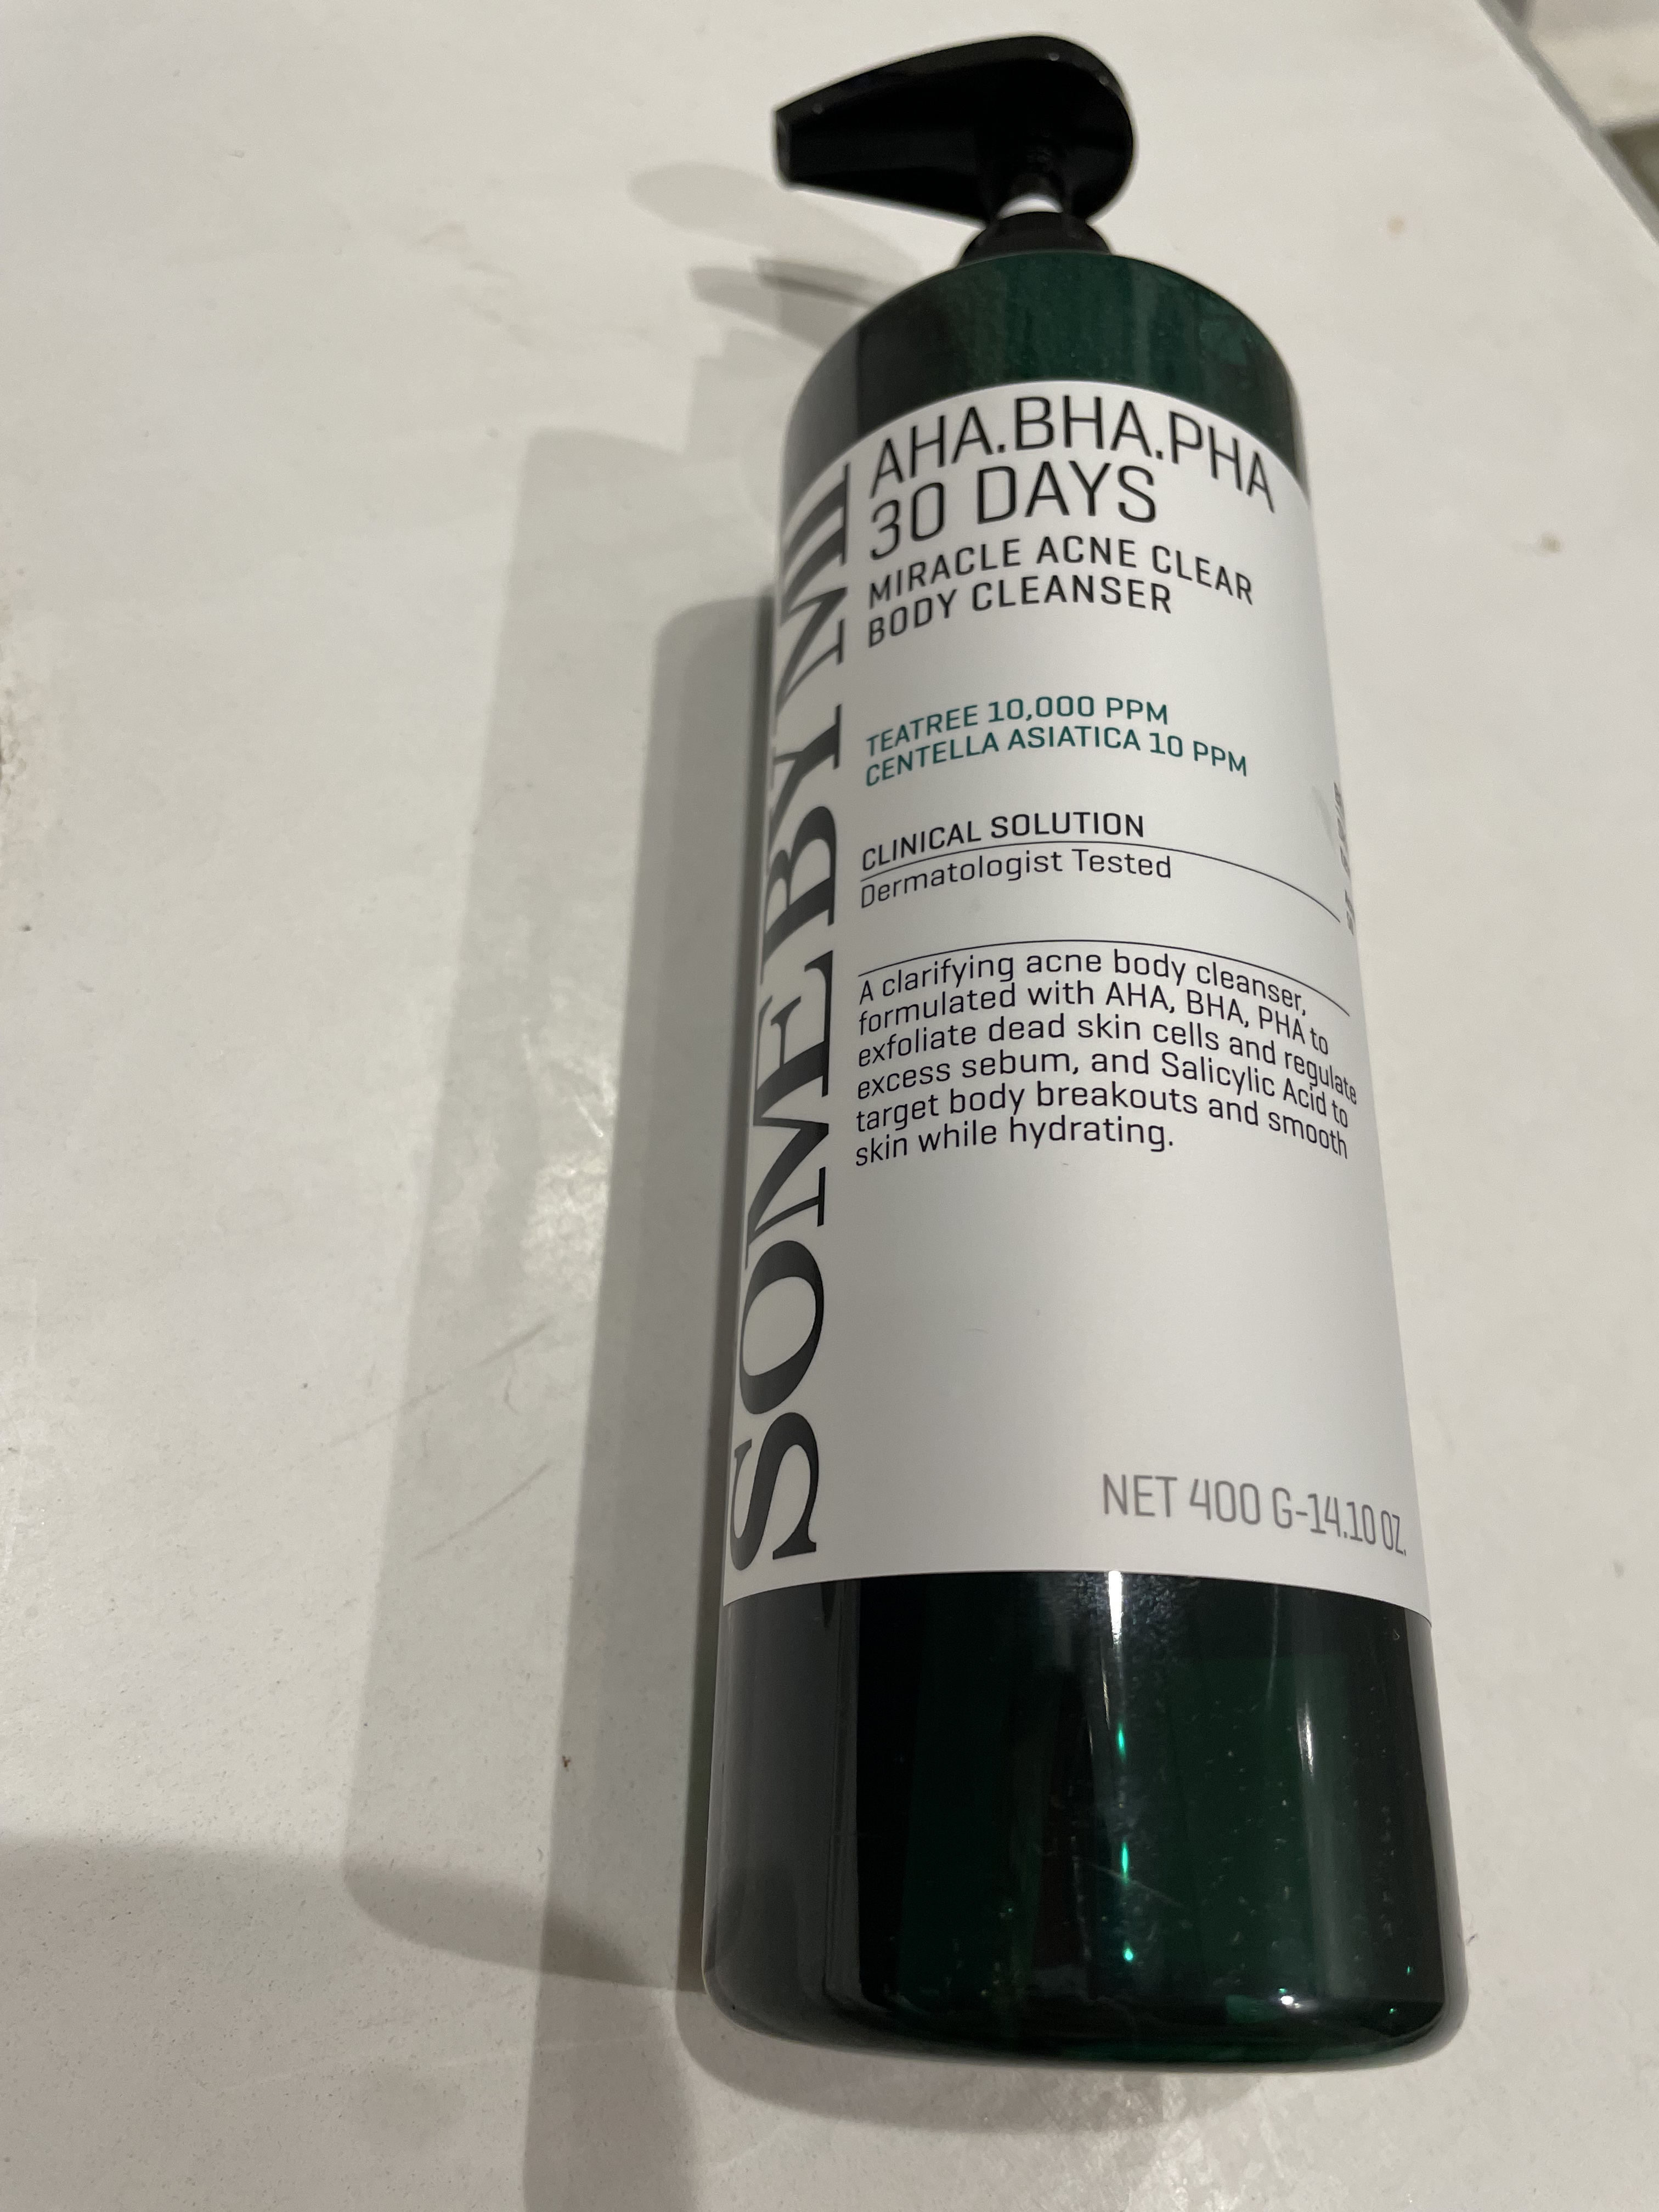 SOME BY MI
AHA.BHA.PHA
30 DAYS
MIRACLE ACNE CLEAR
BODY CLEANSER
TEATREE 10,000 PPM
CENTELLA ASIATICA 10 PPM
CLINICAL SOLUTION
Dermatologist Tested
A clarifying acne body cleanser,
formulated with AHA, BHA, PHA to
exfoliate dead skin cells and regulate
excess sebum, and Salicylic Acid to
target body breakouts and smooth
skin while hydrating.
NET 400 G-14.10 OZ.